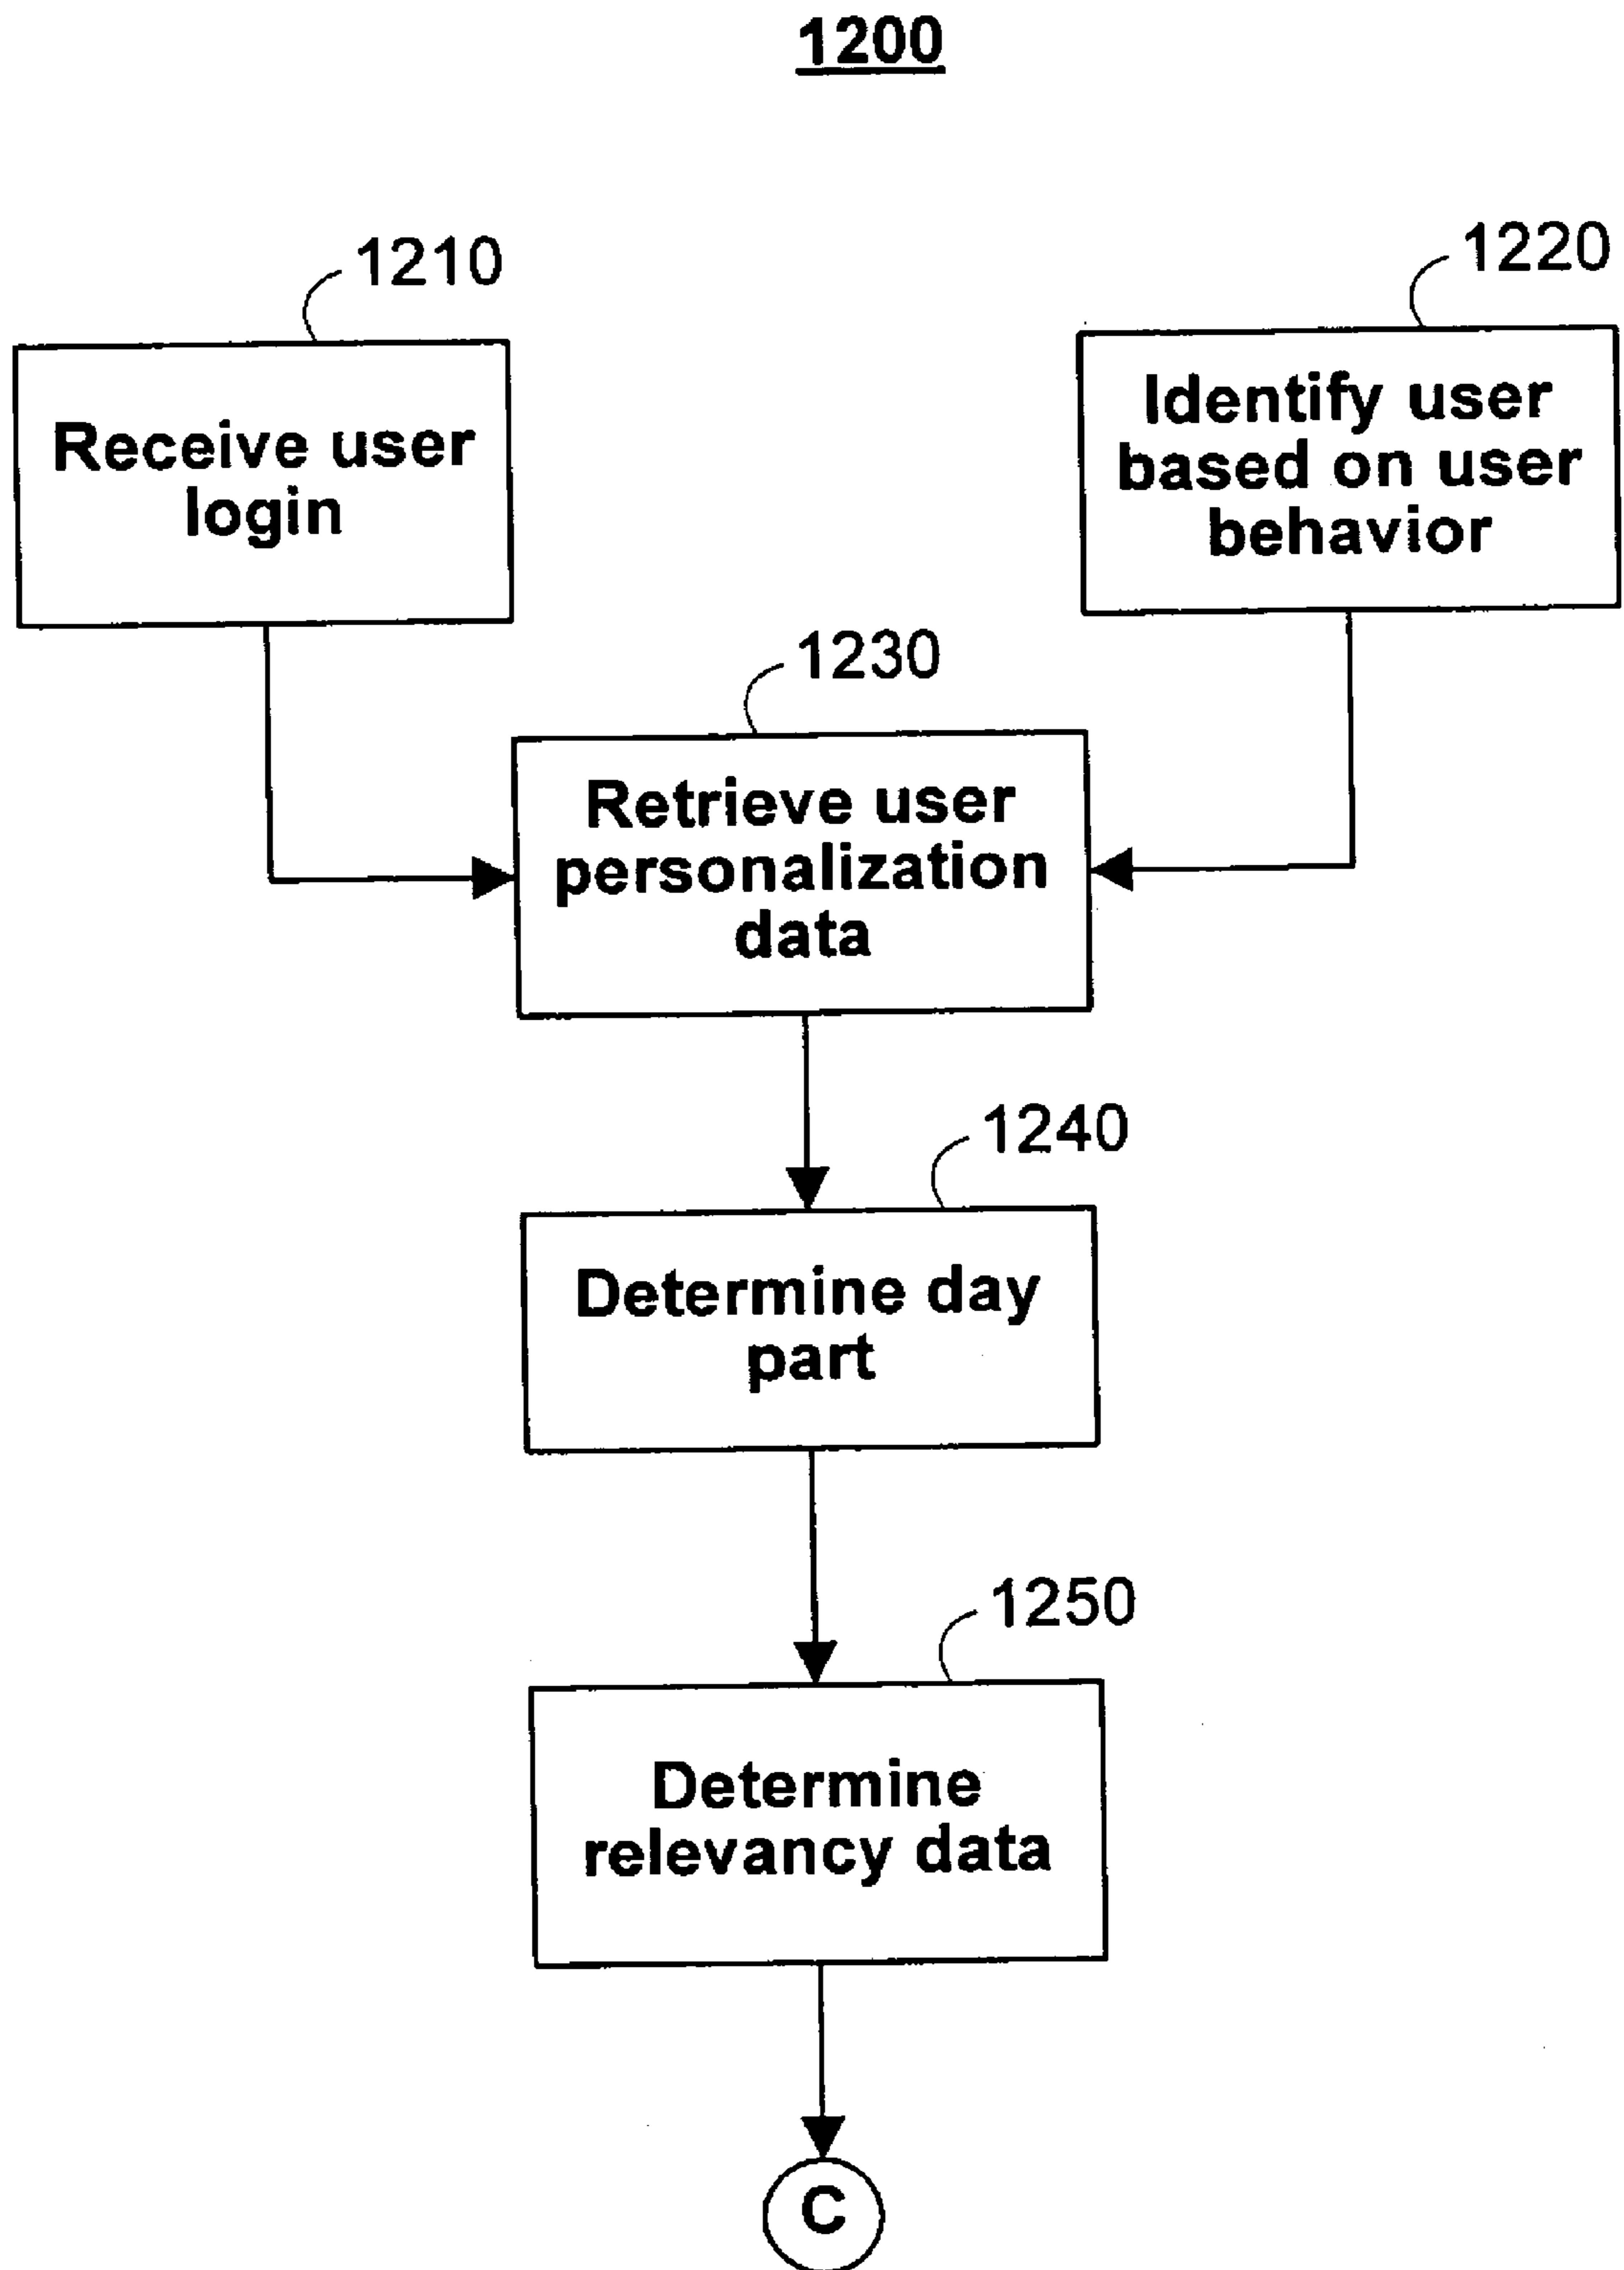 1200
1210
1220
Receive user
login
Identify user
based on user
behavior
1230
Retrieve user
personalization
data
1240
Determine day
part
1250
Determine
relevancy data
C